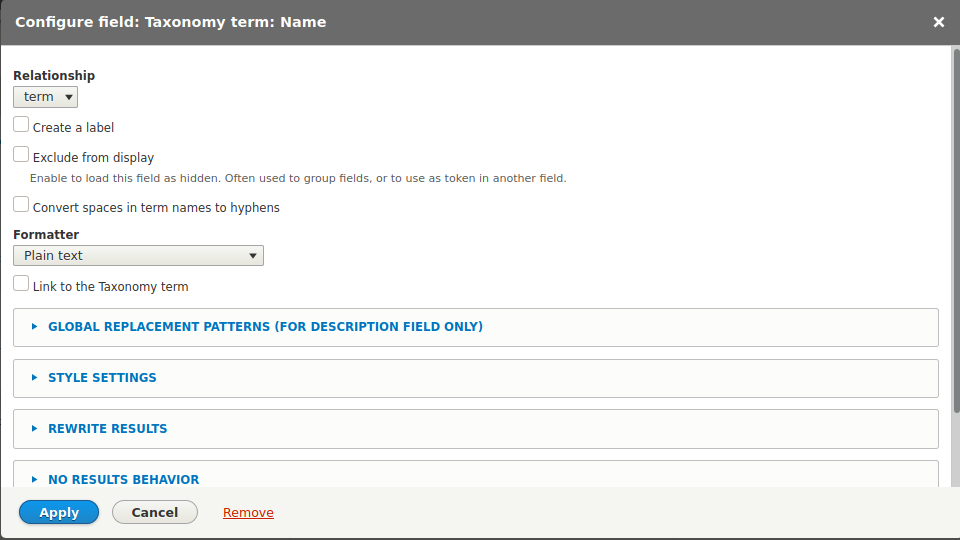 Configure field: Taxonomy term: Name
Relationship
term
Create a label
Exclude from display
Enable to load this field as hidden. Often used to group fields, or to use as token in another field.
Convert spaces in term names to hyphens
Formatter
Plain text
Link to the Taxonomy term
GLOBAL REPLACEMENT PATTERNS (FOR DESCRIPTION FIELD ONLY)
STYLE SETTINGS
REWRITE RESULTS
NO RESULTS BEHAVIOR
Apply Cancel Remove